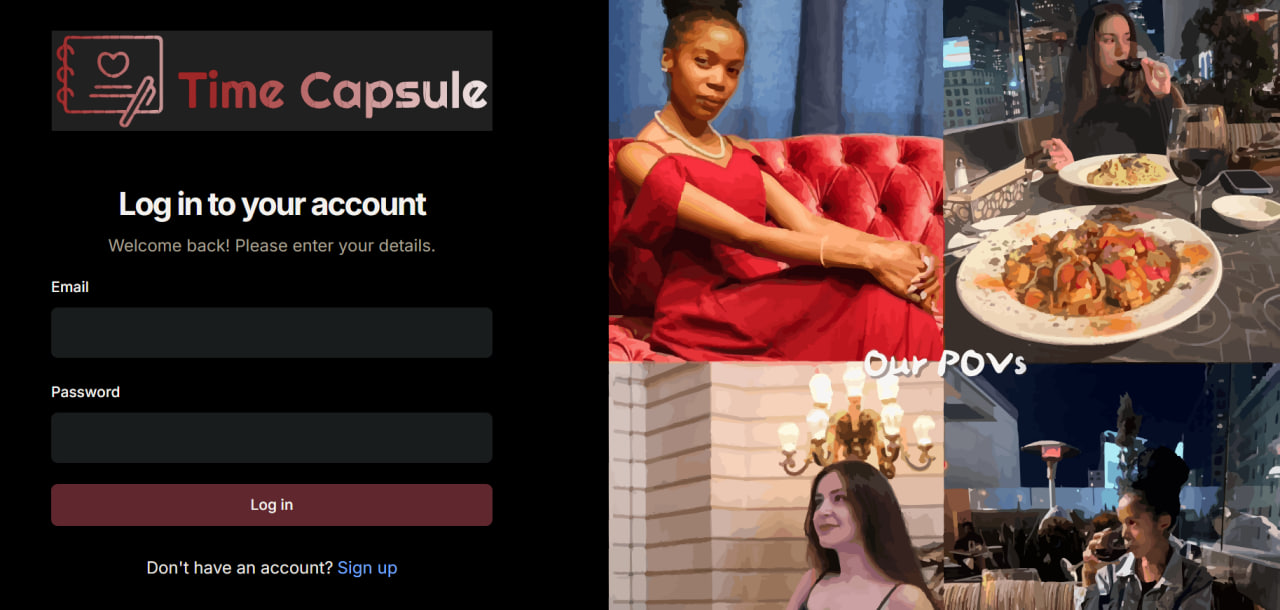 Time Capsule
Log in to your account
Welcome back! Please enter your details.
Email
Password
Log in
Don't have an account? Sign up
Our POVs